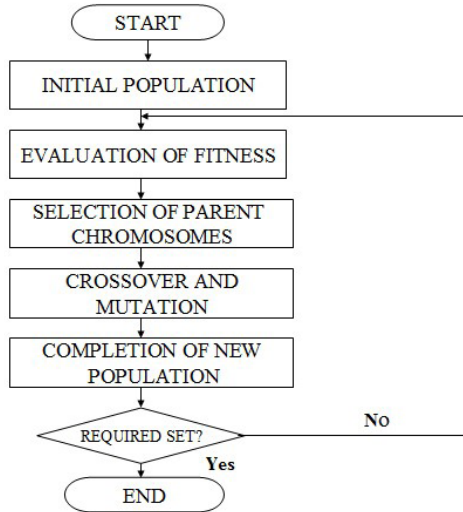 START
INITIAL POPULATION
EVALUATION OF FITNESS
SELECTION OF PARENT
CHROMOSOMES
CROSSOVER AND
MUTATION
COMPLETION OF NEW
POPULATION
REQUIRED SET?
No
Yes
END